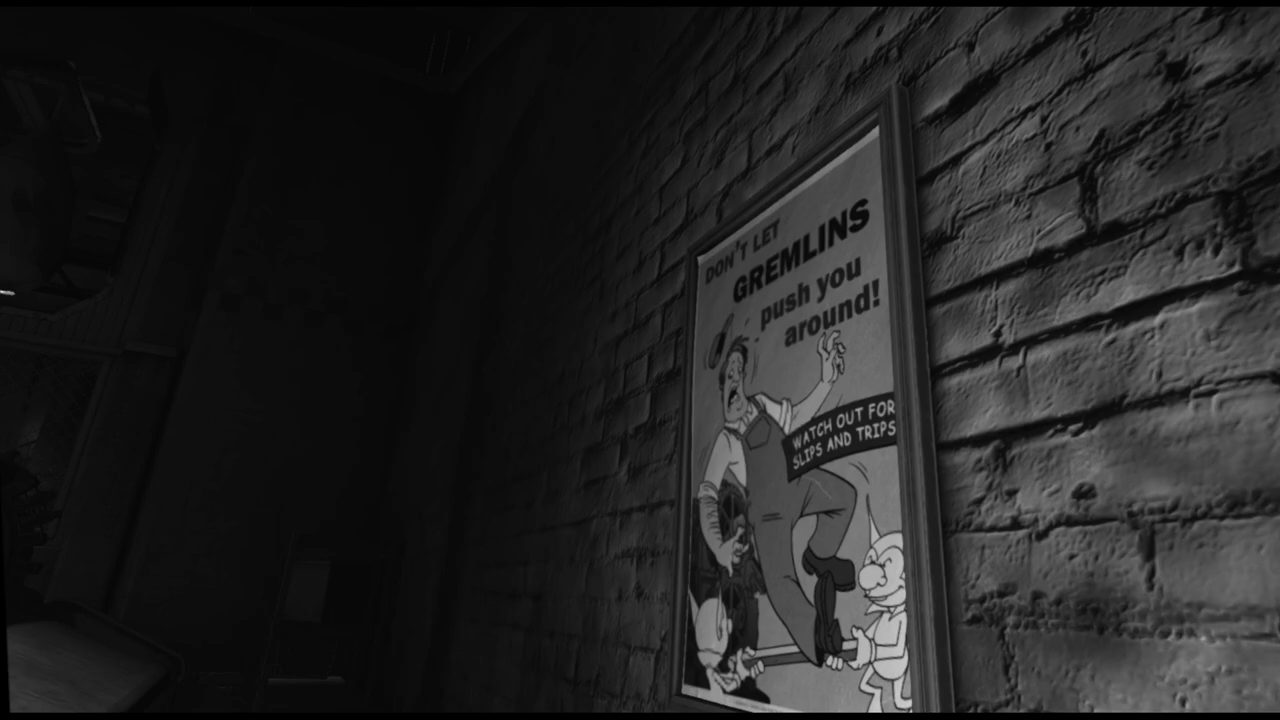 DON'T LET
GREMLINS
push you
around!
WATCH OUT FOR
SLIPS AND TRIPS